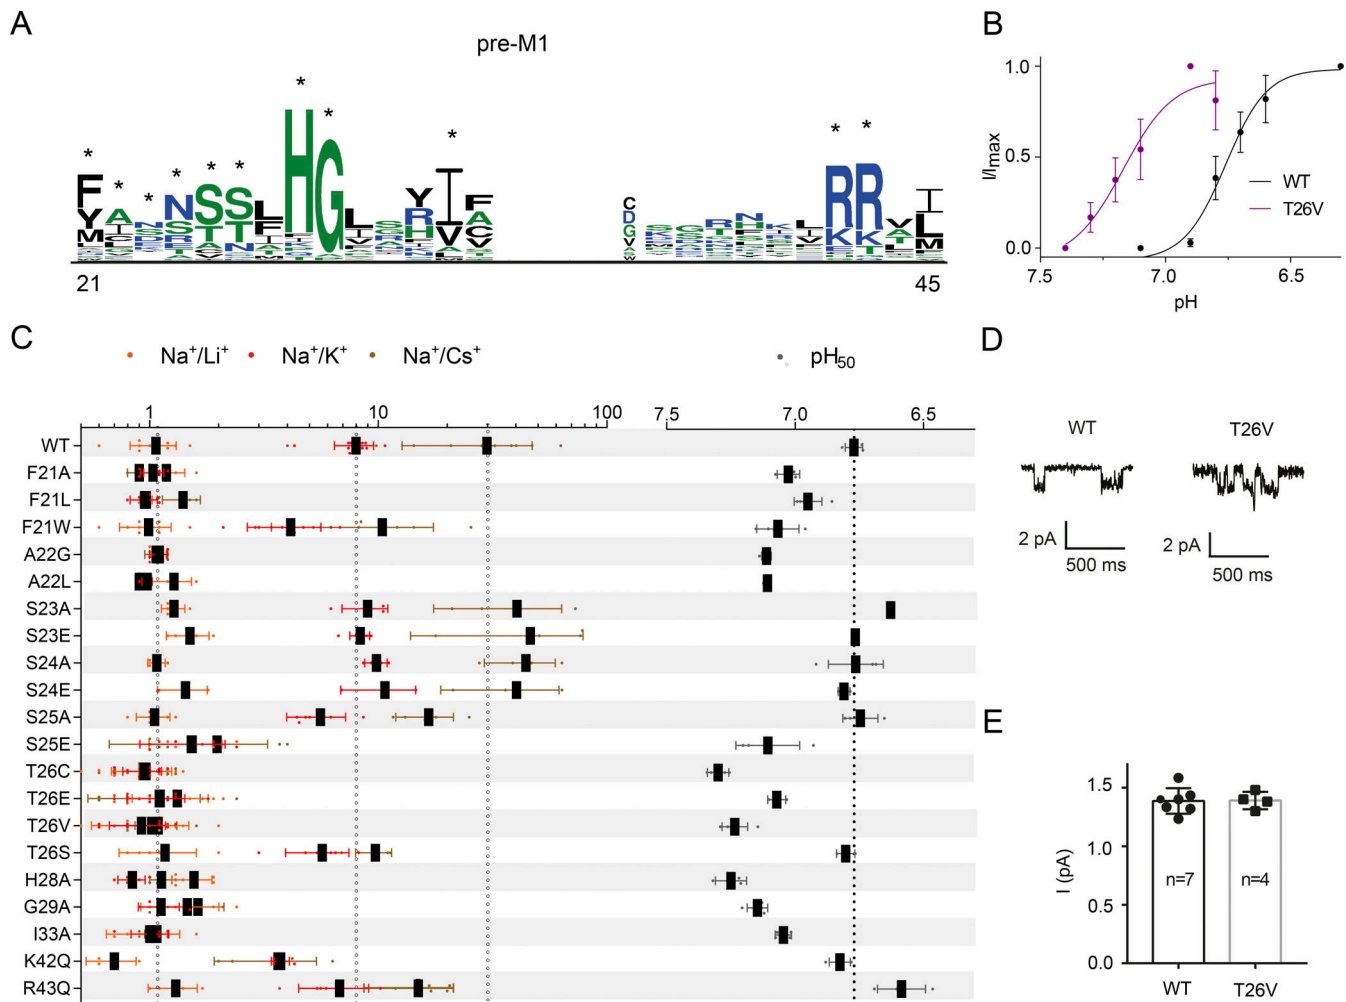 A
pre-M1
* * * * * * * * * * *
F A N N S S L H G L S Y I F
C D G V A W
R R V I
21 45
B
I/Imax
1.0
0.5
0.0
7.5 7.0 6.5
pH
WT
T26V
C
Na+/Li+ Na+/K+ Na+/Cs+ pH50
1 10 100 7.5 7.0 6.5
WT
F21A
F21L
F21W
A22G
A22L
S23A
S23E
S24A
S24E
S25A
S25E
T26C
T26E
T26V
T26S
H28A
G29A
I33A
K42Q
R43Q
D
WT T26V
2 pA 2 pA
500 ms 500 ms
E
I (pA)
1.5
1.0
0.5
0.0
n=7 n=4
WT T26V